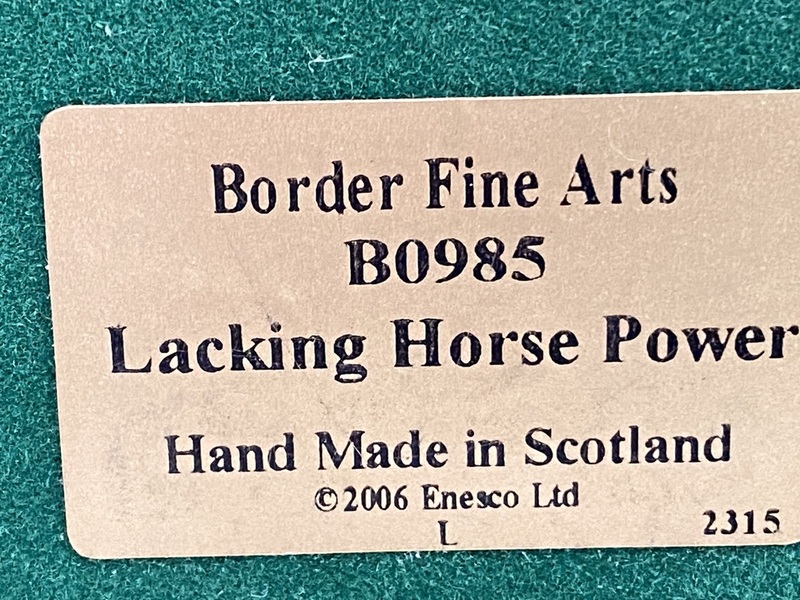 Border Fine Arts
B0985
Lacking Horse Power
Hand Made in Scotland
©2006 Enesco Ltd
L
2315